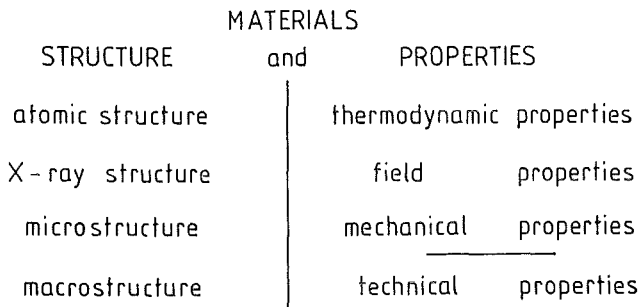 MATERIALS
STRUCTURE and PROPERTIES
atomic structure thermodynamic properties
X-ray structure field properties
microstructure mechanical properties
macrostructure technical properties